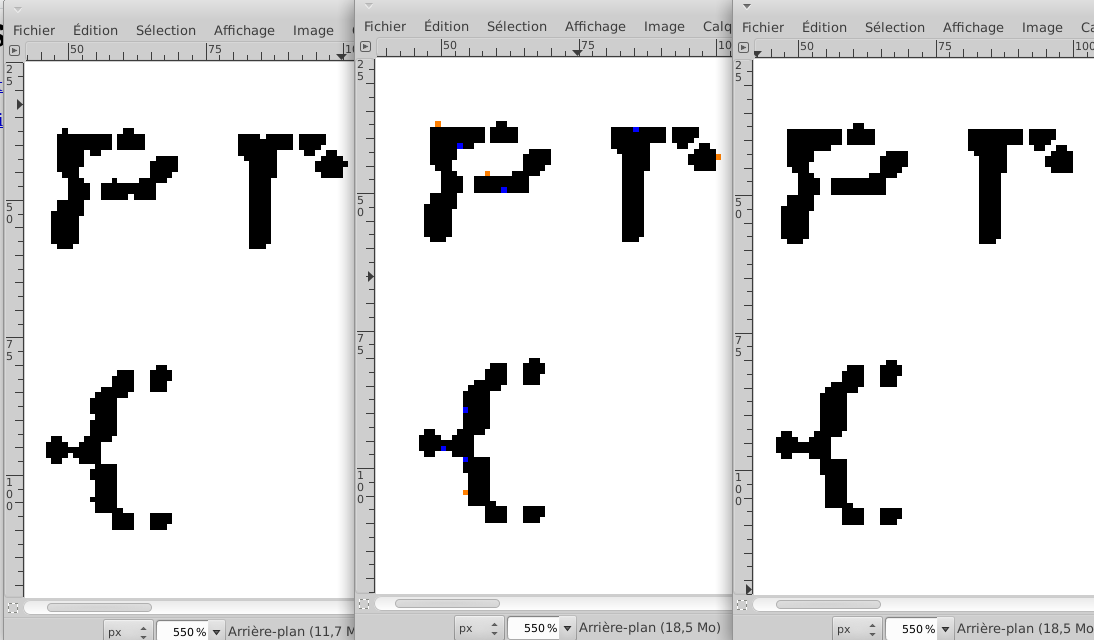 Fichier Édition Sélection Affichage Image
50 75
25
50
75
100
px 550 % Arrière-plan (11,7 M
Fichier Édition Sélection Affichage Image Calq
50 75 10
25
50
75
100
px 550 % Arrière-plan (18,5 Mo)
Fichier Édition Sélection Affichage Image Ca
50 75 100
25
50
75
100
px 550 % Arrière-plan (18,5 Mo